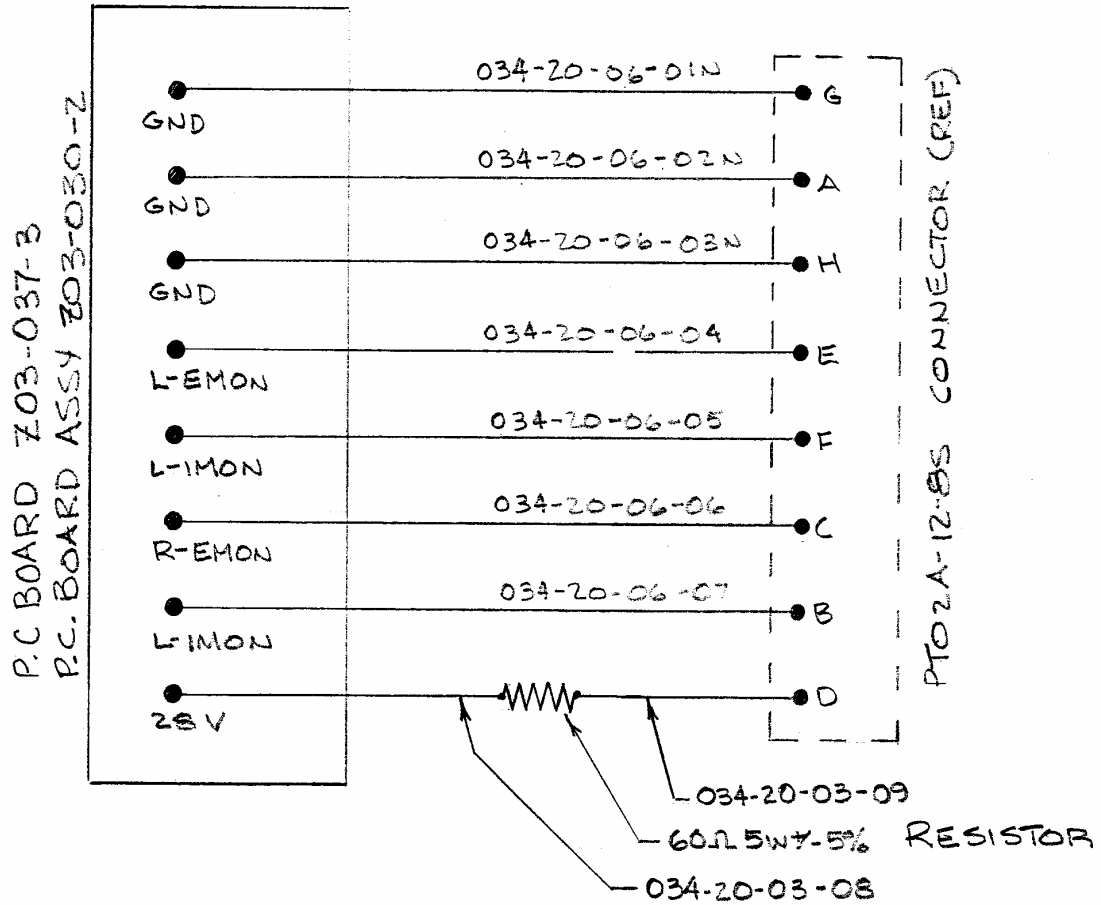 P.C BOARD Z03-037-3
P.C. BOARD ASSY Z03-030-2
034-20-06-01N
GND
G
034-20-06-02N
GND
A
034-20-06-03N
GND
H
034-20-06-04
L-EMON
E
034-20-06-05
L-IMON
F
034-20-06-06
R-EMON
C
034-20-06-07
L-IMON
B
28V
D
PT02A-12-8S CONNECTOR (REF)
034-20-03-09
60Ω 5W+-5% RESISTOR
034-20-03-08